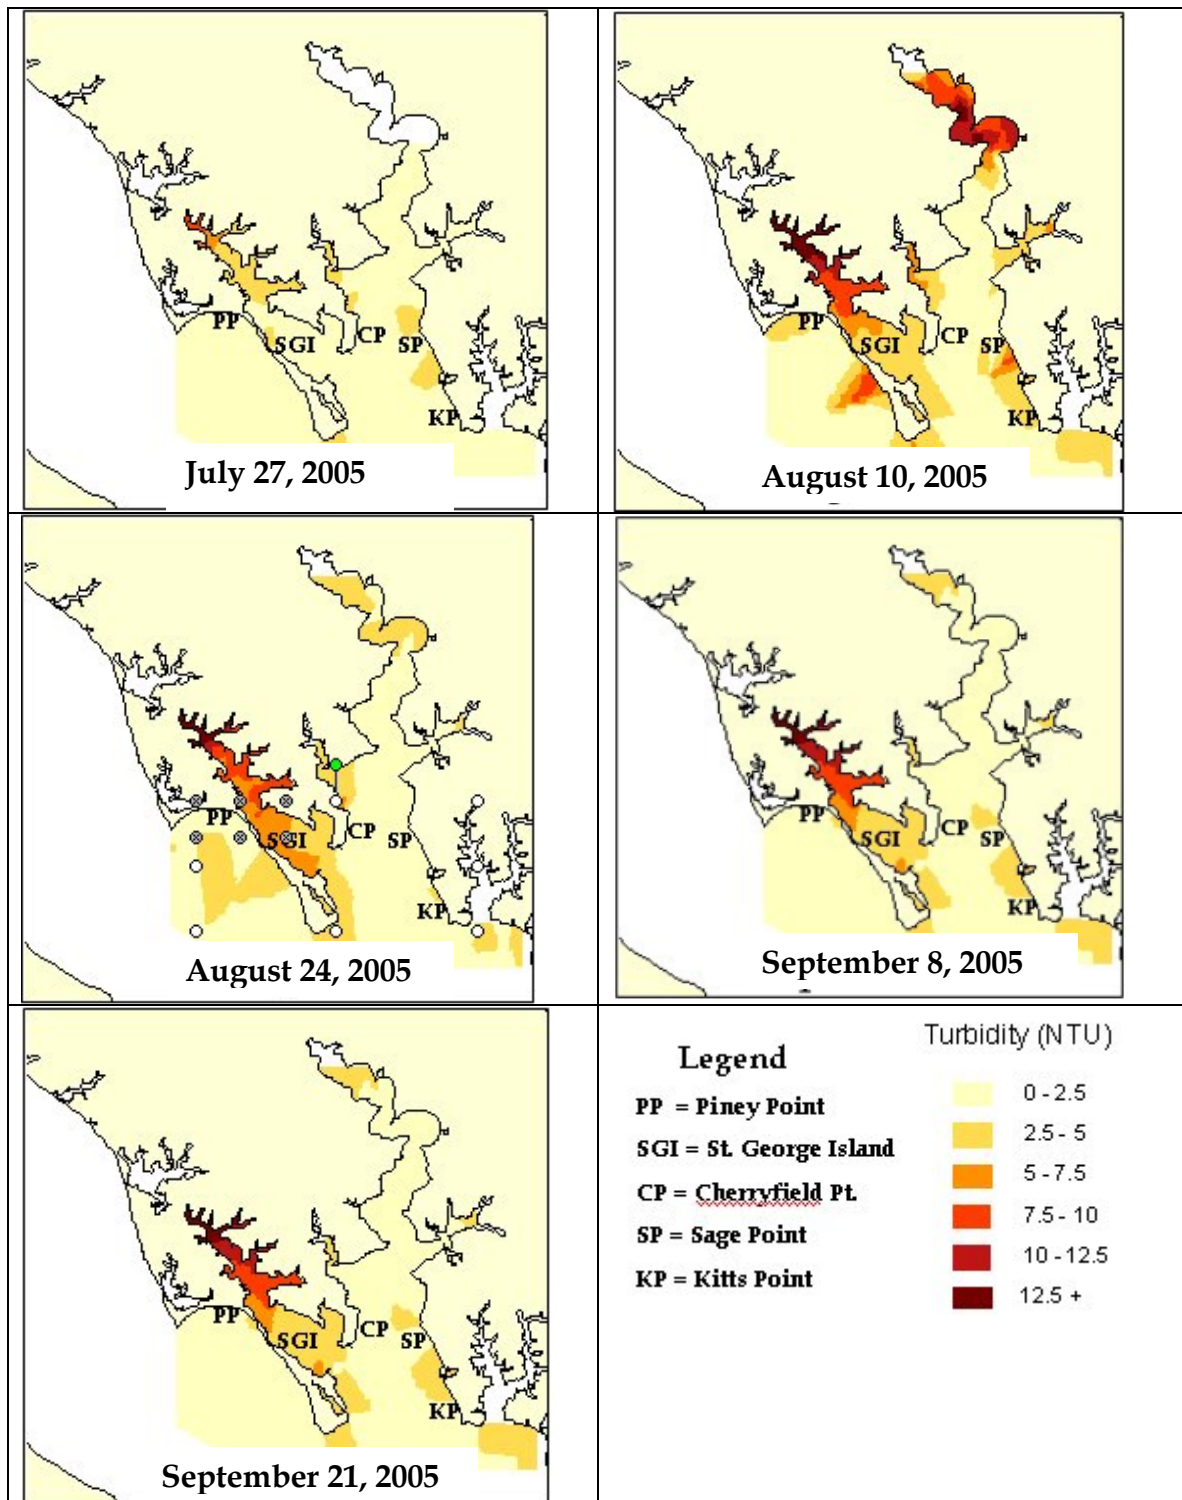 PP
SGI
CP
SP
KP
July 27, 2005
PP
SGI
CP
SP
KP
August 10, 2005
PP
SGI
CP
SP
KP
August 24, 2005
PP
SGI
CP
SP
KP
September 8, 2005
PP
SGI
CP
SP
KP
September 21, 2005
Legend
PP = Piney Point
SGI = St. George Island
CP = Cherryfield Pt.
SP = Sage Point
KP = Kitts Point
Turbidity (NTU)
0 - 2.5
2.5 - 5
5 - 7.5
7.5 - 10
10 - 12.5
12.5 +